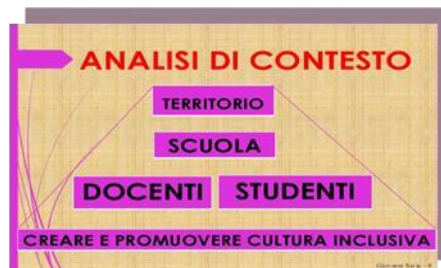 ANALISI DI CONTESTO
TERRITORIO
SCUOLA
DOCENTI STUDENTI
CREARE E PROMUOVERE CULTURA INCLUSIVA